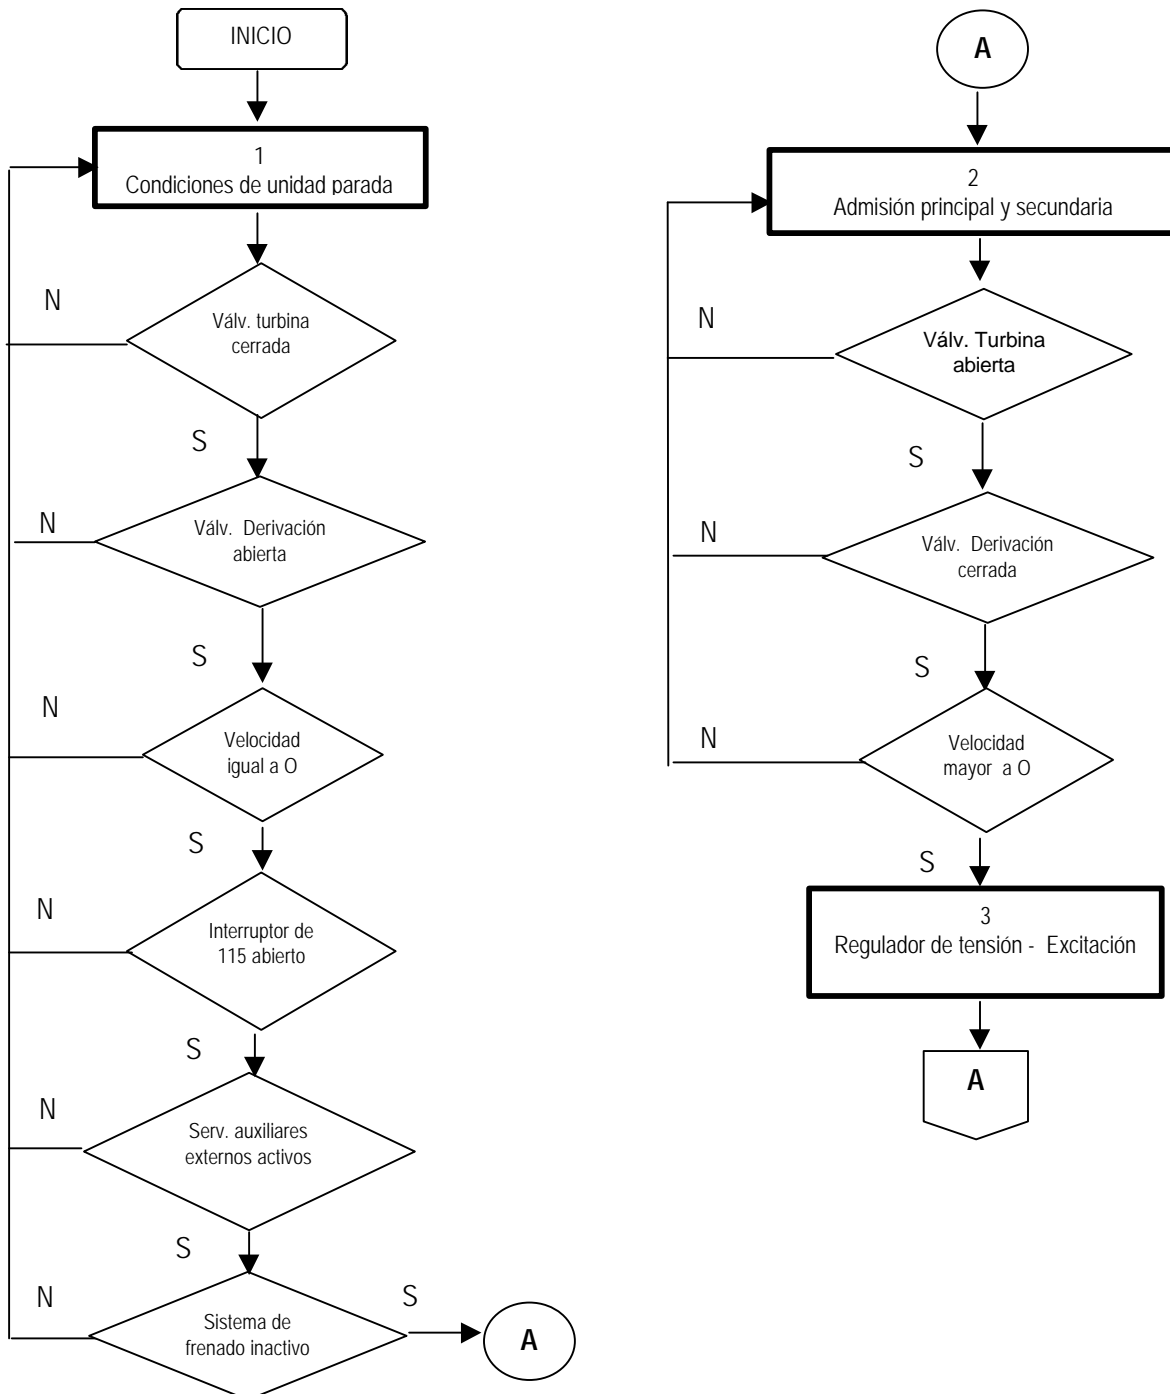 INICIO
1
Condiciones de unidad parada
N
Válv. turbina
cerrada
S
N
Válv. Derivación
abierta
S
N
Velocidad
igual a O
S
N
Interruptor de
115 abierto
S
N
Serv. auxiliares
externos activos
S
N
Sistema de
frenado inactivo
S
A
A
2
Admisión principal y secundaria
N
Válv. Turbina
abierta
S
N
Válv. Derivación
cerrada
S
N
Velocidad
mayor a O
S
3
Regulador de tensión - Excitación
A